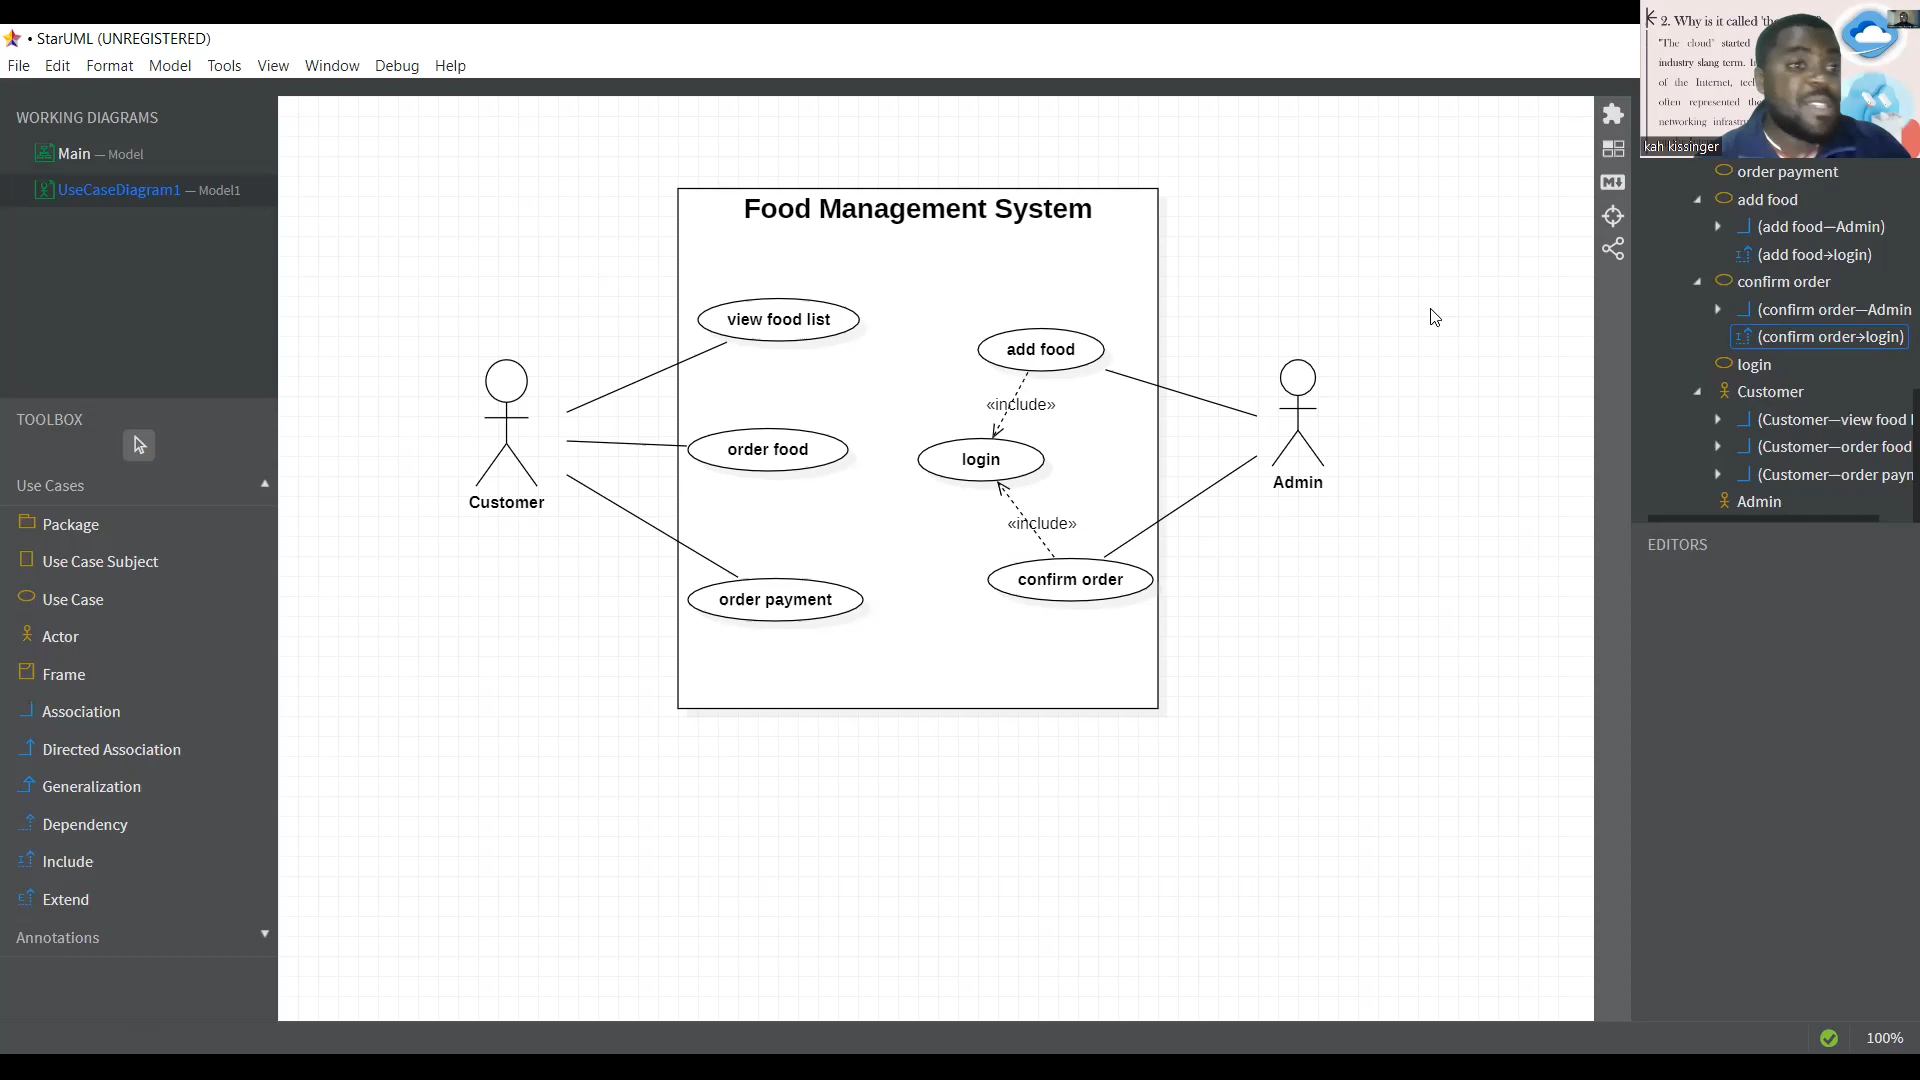 • StarUML (UNREGISTERED)
File Edit Format Model Tools View Window Debug Help
WORKING DIAGRAMS
Main — Model
UseCaseDiagram1 — Model1
TOOLBOX
Use Cases
Package
Use Case Subject
Use Case
Actor
Frame
Association
Directed Association
Generalization
Dependency
Include
Extend
Annotations
Food Management System
view food list
add food
«include»
order food
login
Customer
Admin
«include»
confirm order
order payment
2. Why is it called 'the
"The cloud" started
industry slang term.
of the Internet,
often represented
networking
kah kissinger
order payment
add food
(add food—Admin)
(add food→login)
confirm order
(confirm order—Admin
(confirm order→login)
login
Customer
(Customer—view food
(Customer—order food
(Customer—order payn
Admin
EDITORS
100%